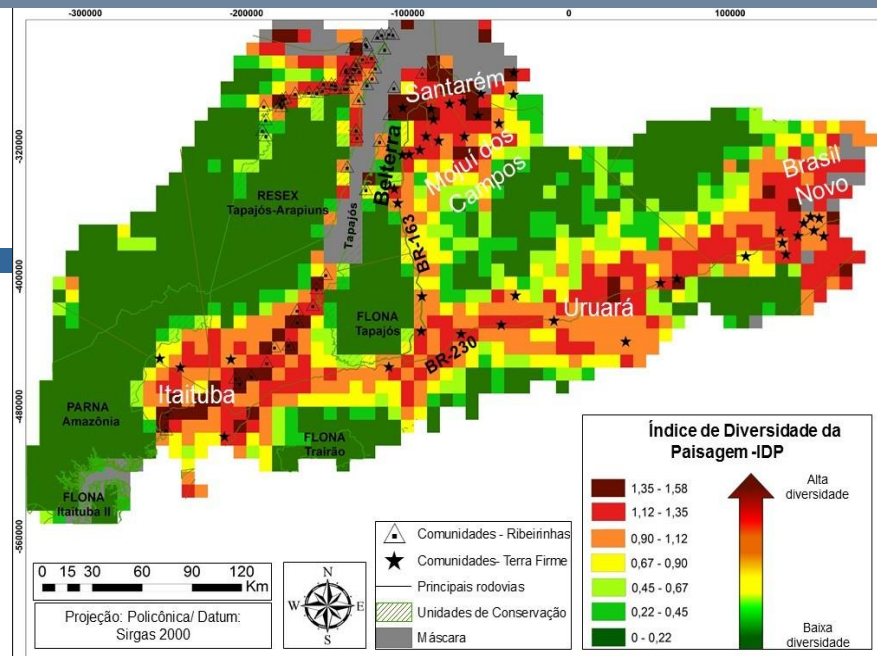 -300000 -200000 -100000 0 100000
-320000
-400000
-480000
-560000
Santarém
Belterra
Mojuí dos
Campos
Brasil
Novo
RESEX
Tapajós-Arapiuns
Tapajós
BR-163
FLONA
Tapajós
Uruará
BR-230
Itaituba
PARNA
Amazônia
FLONA
Trairão
FLONA
Itaituba II
0 15 30 60 90 120
Km
Projeção: Policônica/ Datum:
Sirgas 2000
N
W E
S
Comunidades - Ribeirinhas
Comunidades- Terra Firme
Principais rodovias
Unidades de Conservação
Máscara
Índice de Diversidade da
Paisagem -IDP
1,35 - 1,58
1,12 - 1,35
0,90 - 1,12
0,67 - 0,90
0,45 - 0,67
0,22 - 0,45
0 - 0,22
Alta
diversidade
Baixa
diversidade